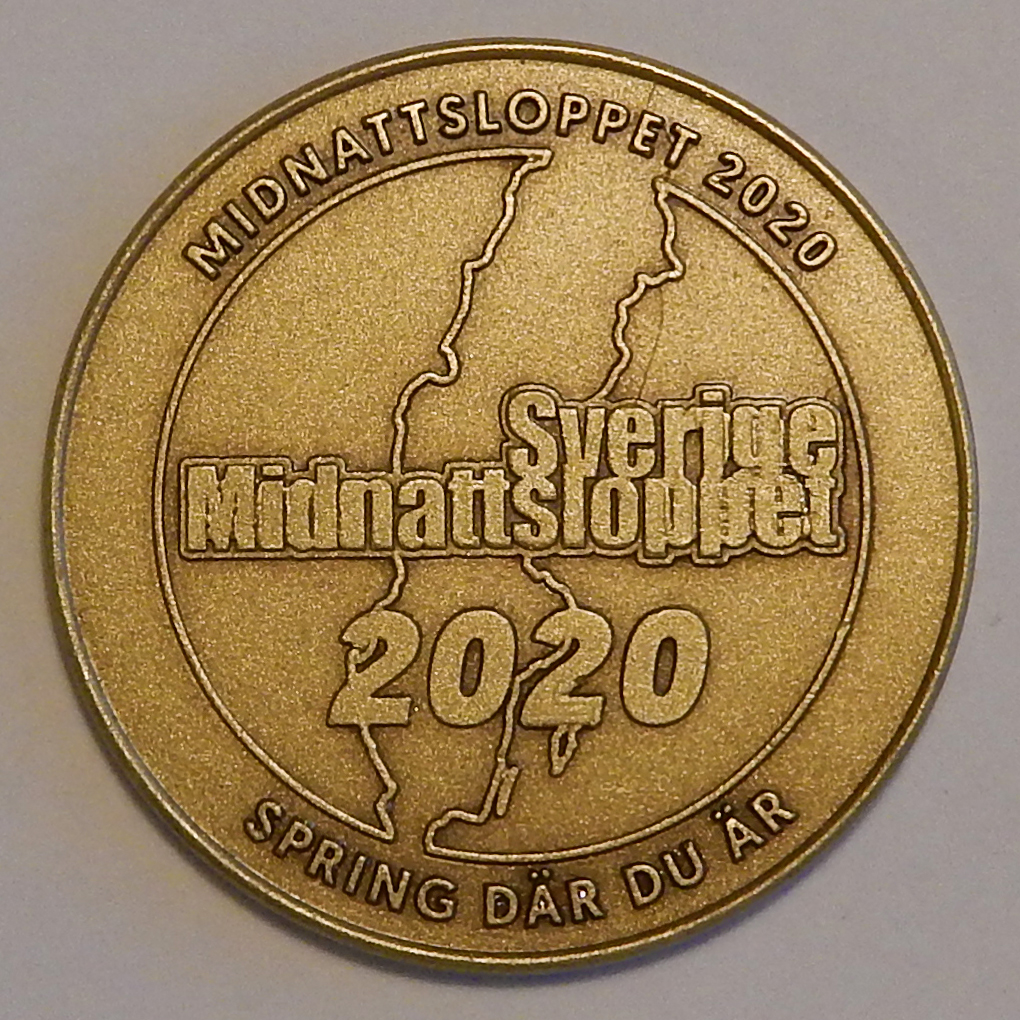 MIDNATTSLOPPET 2020
Sverige
Midnattsloppet
2020
SPRING DÄR DU ÄR